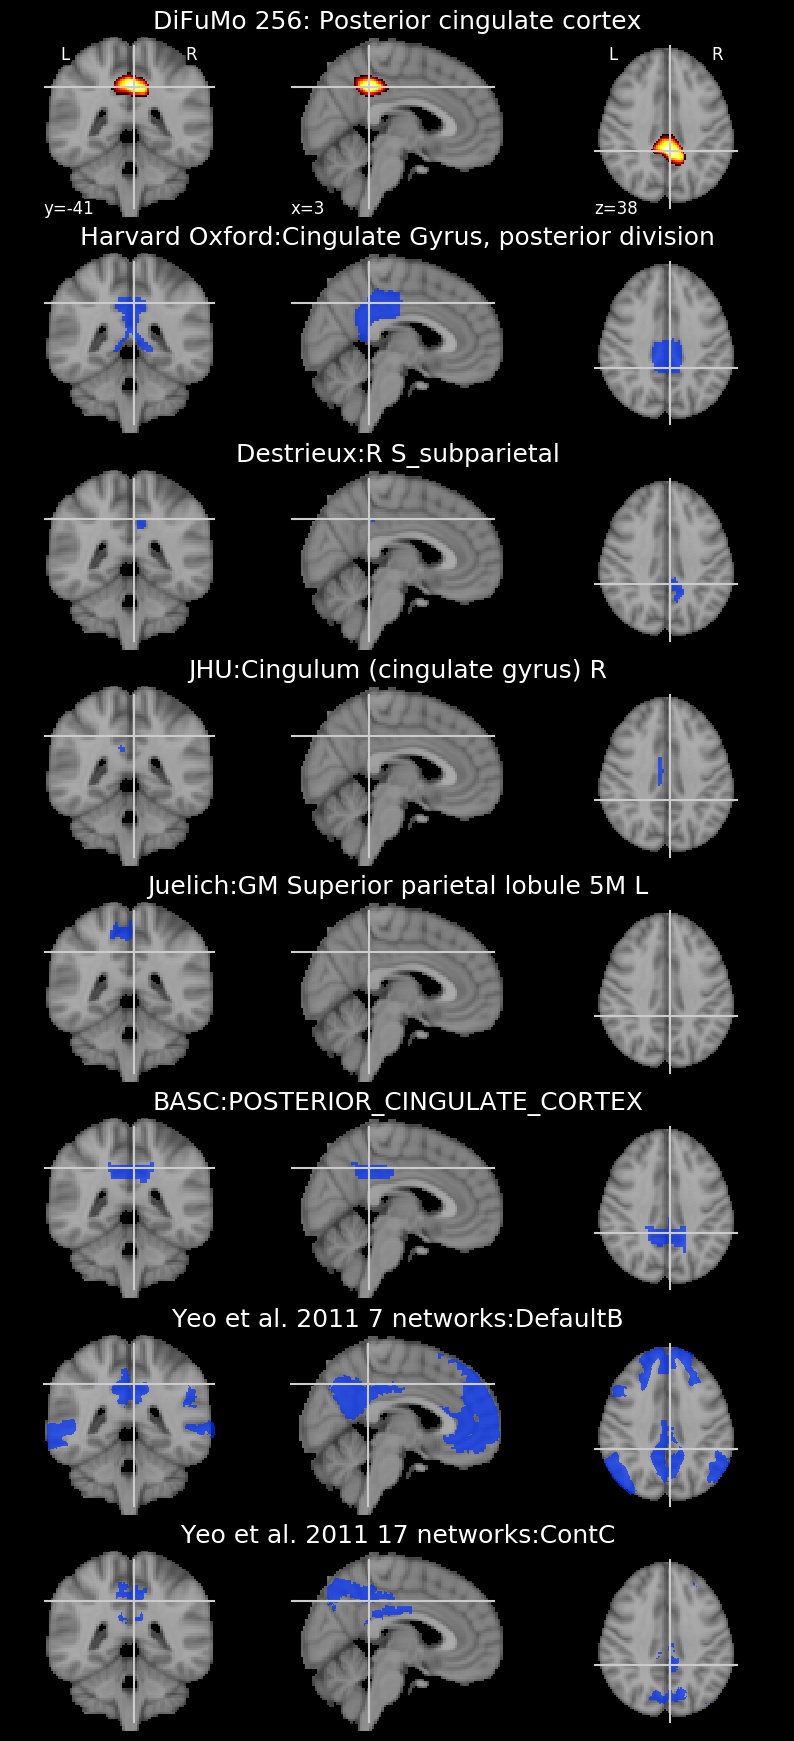 DiFuMo 256: Posterior cingulate cortex
L R L R
y=-41 x=3 z=38
Harvard Oxford:Cingulate Gyrus, posterior division
Destrieux:R S_subparietal
JHU:Cingulum (cingulate gyrus) R
Juelich:GM Superior parietal lobule 5M L
BASC:POSTERIOR_CINGULATE_CORTEX
Yeo et al. 2011 7 networks:DefaultB
Yeo et al. 2011 17 networks:ContC